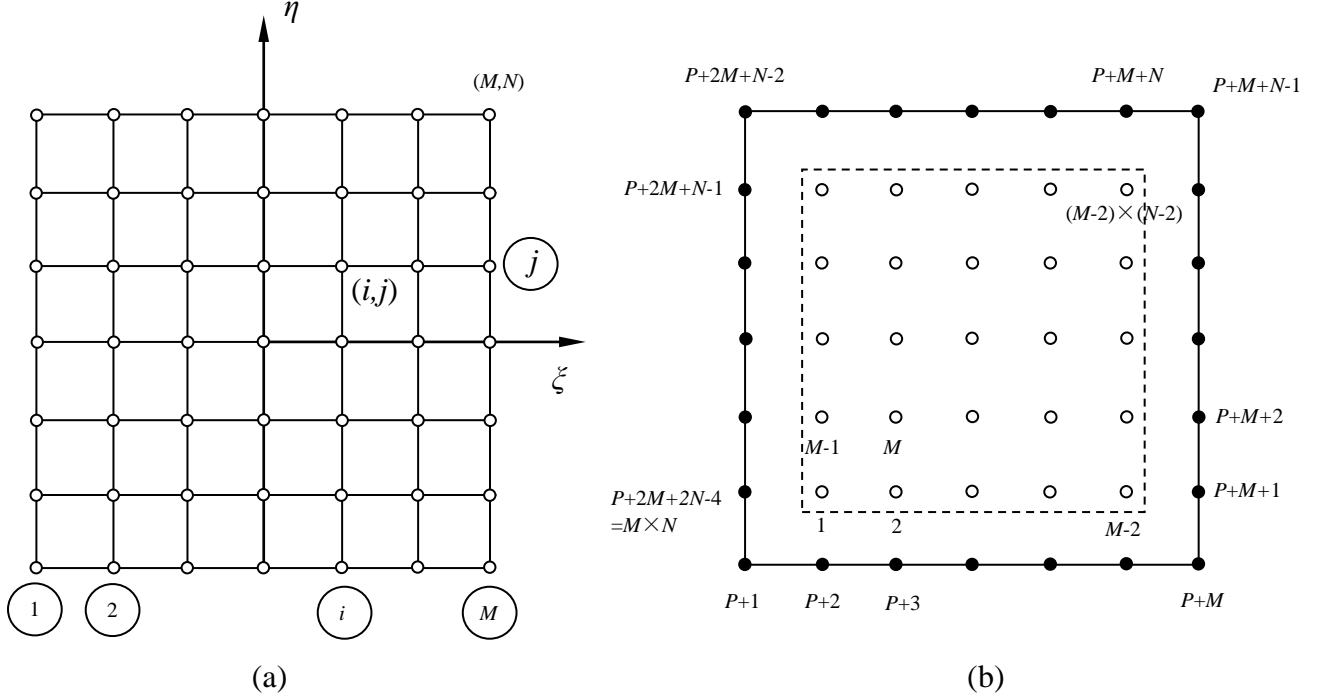 η
(M,N)
j
(i,j)
ξ
1
2
i
M
(a)
P+2M+N-2
P+M+N
P+M+N-1
P+2M+N-1
(M-2)×(N-2)
M-1
M
P+M+2
P+2M+2N-4
=M×N
P+M+1
1
2
M-2
P+1
P+2
P+3
P+M
(b)